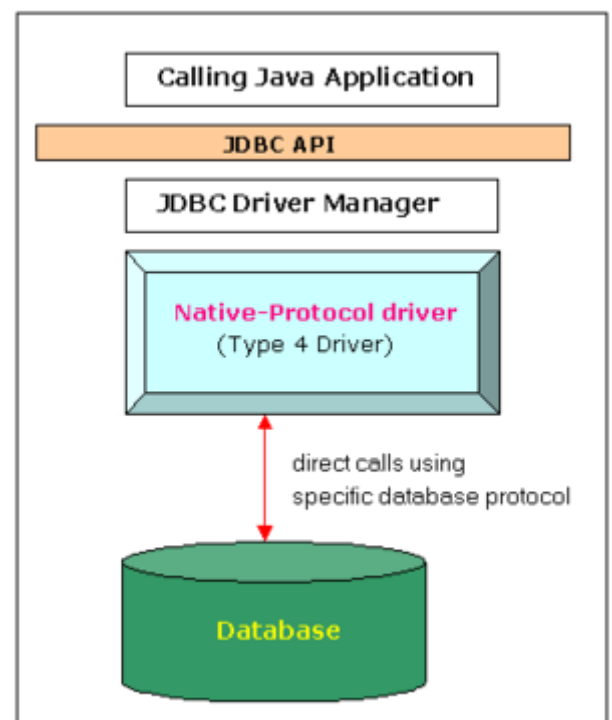 Calling Java Application
JDBC API
JDBC Driver Manager
Native-Protocol driver
(Type 4 Driver)
direct calls using
specific database protocol
Database